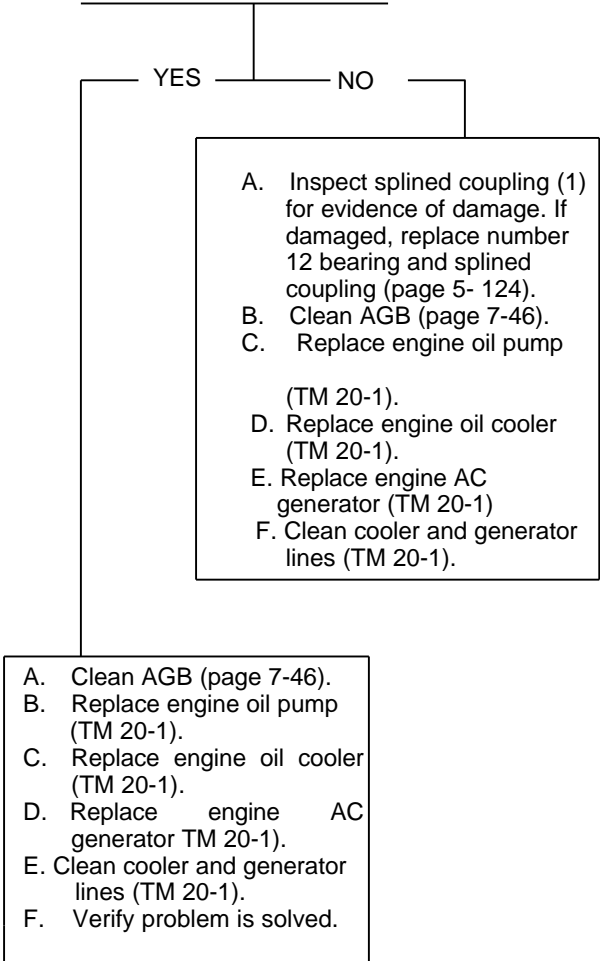 YES NO
A. Inspect splined coupling (1)
for evidence of damage. If
damaged, replace number
12 bearing and splined
coupling (page 5- 124).
B. Clean AGB (page 7-46).
C. Replace engine oil pump
(TM 20-1).
D. Replace engine oil cooler
(TM 20-1).
E. Replace engine AC
generator (TM 20-1)
F. Clean cooler and generator
lines (TM 20-1).
A. Clean AGB (page 7-46).
B. Replace engine oil pump
(TM 20-1).
C. Replace engine oil cooler
(TM 20-1).
D. Replace engine AC
generator TM 20-1).
E. Clean cooler and generator
lines (TM 20-1).
F. Verify problem is solved.